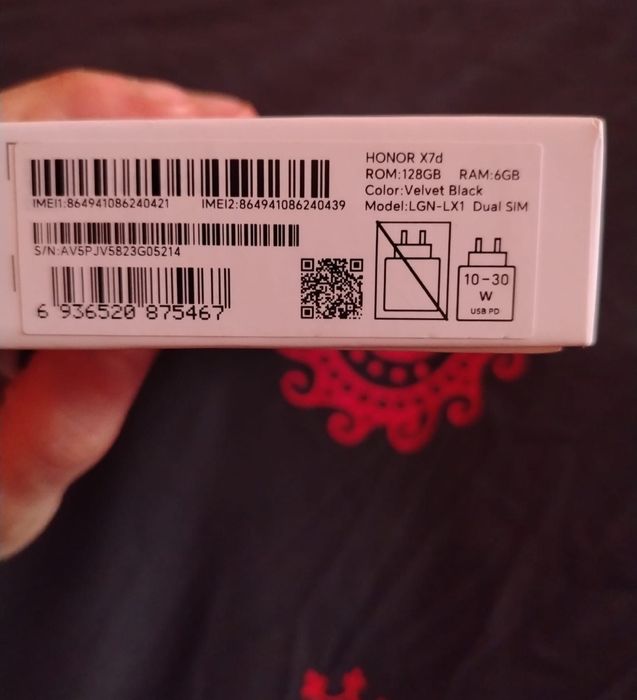 HONOR X7d
ROM:128GB RAM:6GB
Color:Velvet Black
Model:LGN-LX1 Dual SIM
IMEI1:864941086240421 IMEI2:864941086240439
S/N:AV5PJV5823G05214
6 936520 875467
10-30
W
USB PD